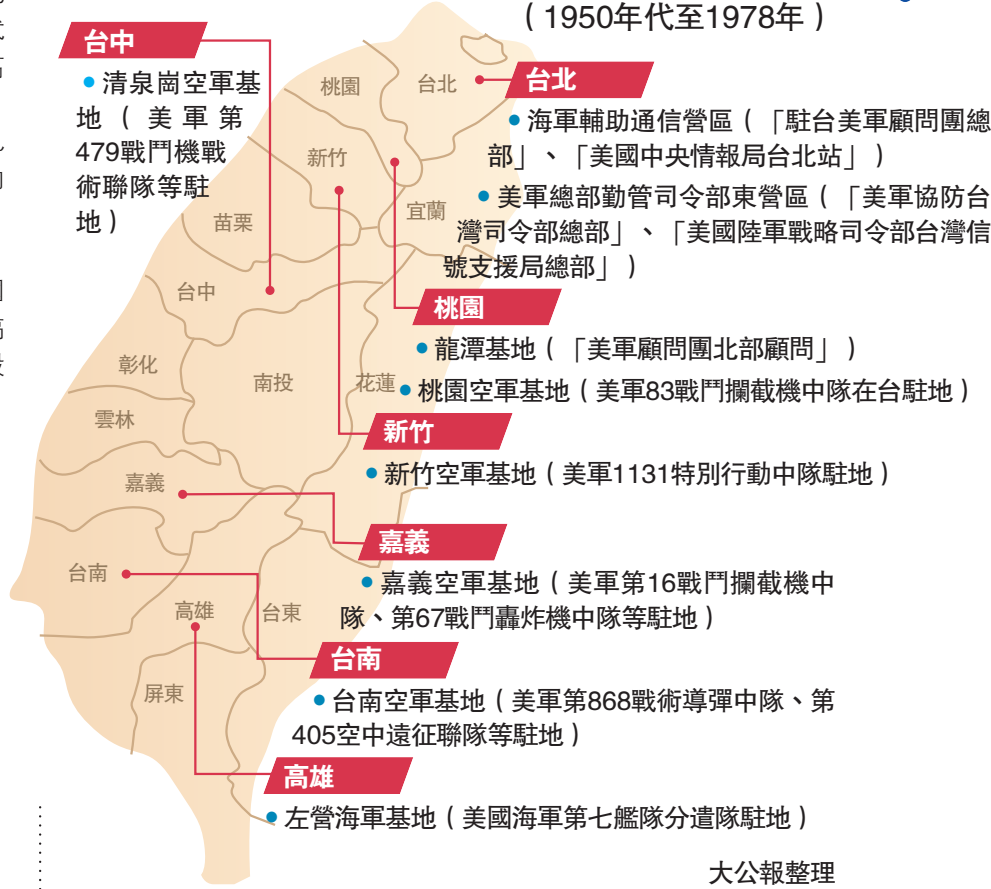 （1950年代至1978年）
台中
清泉崗空軍基
地（美軍第
479戰鬥機戰
術聯隊等駐
地）
台北
海軍輔助通信營區（「駐台美軍顧問團總
部」、「美國中央情報局台北站」）
美軍總部勤管司令部東營區（「美軍協防台
灣司令部總部」、「美國陸軍戰略司令部台灣信
號支援局總部」）
桃園
龍潭基地（「美軍顧問團北部顧問」）
桃園空軍基地（美軍83戰鬥攔截機中隊在台駐地）
新竹
新竹空軍基地（美軍1131特別行動中隊駐地）
嘉義
嘉義空軍基地（美軍第16戰鬥攔截機中
隊、第67戰鬥轟炸機中隊等駐地）
台南
台南空軍基地（美軍第868戰術導彈中隊、第
405空中遠征聯隊等駐地）
高雄
左營海軍基地（美國海軍第七艦隊分遣隊駐地）
桃園
台北
新竹
宜蘭
苗栗
台中
彰化
南投
花蓮
雲林
嘉義
台南
高雄
台東
屏東
大公報整理